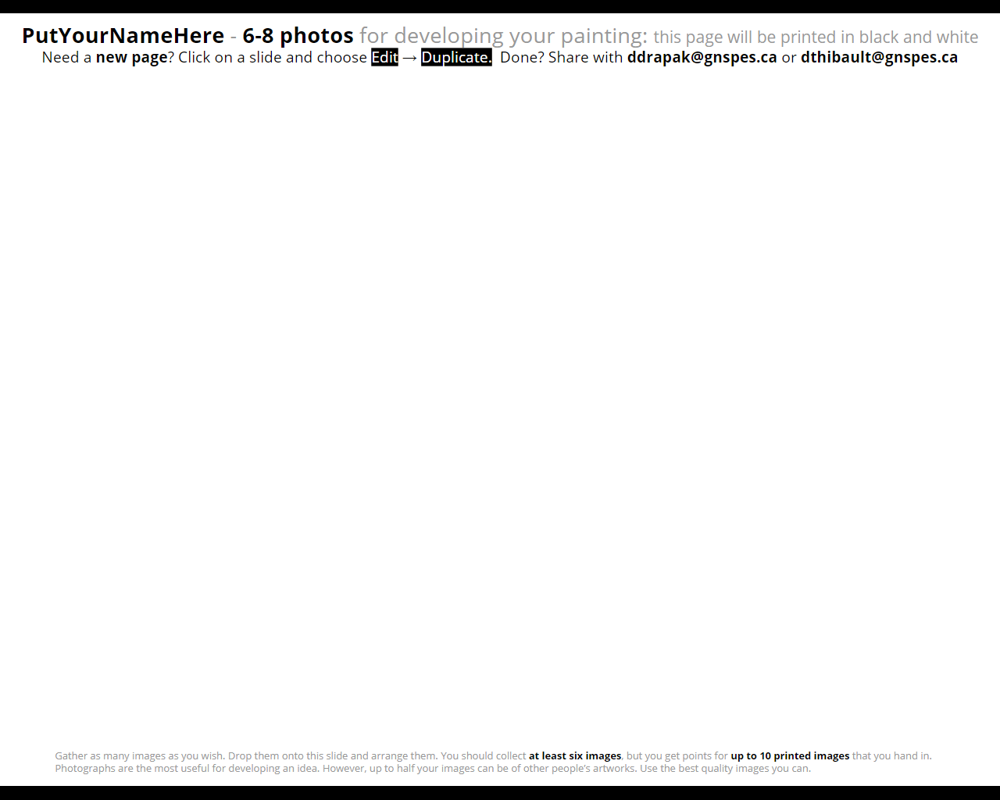 PutYourNameHere - 6-8 photos for developing your painting: this page will be printed in black and white
Need a new page? Click on a slide and choose Edit → Duplicate. Done? Share with ddrapak@gnspes.ca or dthibault@gnspes.ca
Gather as many images as you wish. Drop them onto this slide and arrange them. You should collect at least six images, but you get points for up to 10 printed images that you hand in.
Photographs are the most useful for developing an idea. However, up to half your images can be of other people's artworks. Use the best quality images you can.